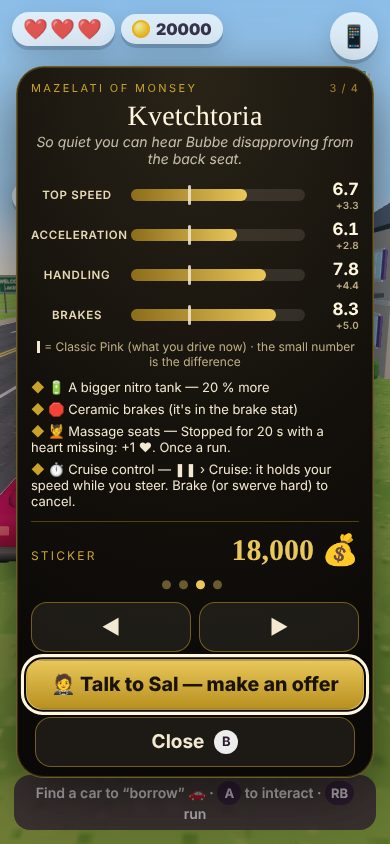 20000
MAZELATI OF MONSEY
3 / 4
Kvetchtoria
So quiet you can hear Bubbe disapproving from
the back seat.
TOP SPEED
6.7
+3.3
ACCELERATION
6.1
+2.8
HANDLING
7.8
+4.4
BRAKES
8.3
+5.0
= Classic Pink (what you drive now) · the small number
is the difference
◆ 🔋 A bigger nitro tank — 20 % more
◆ 🛑 Ceramic brakes (it's in the brake stat)
◆ 💆 Massage seats — Stopped for 20 s with a
heart missing: +1 ♥. Once a run.
◆ ⏱️ Cruise control — ❚❚ › Cruise: it holds your
speed while you steer. Brake (or swerve hard) to
cancel.
STICKER
18,000 💰
◀
▶
🤵 Talk to Sal — make an offer
Close B
Find a car to “borrow” 🚗 · A to interact · RB
run